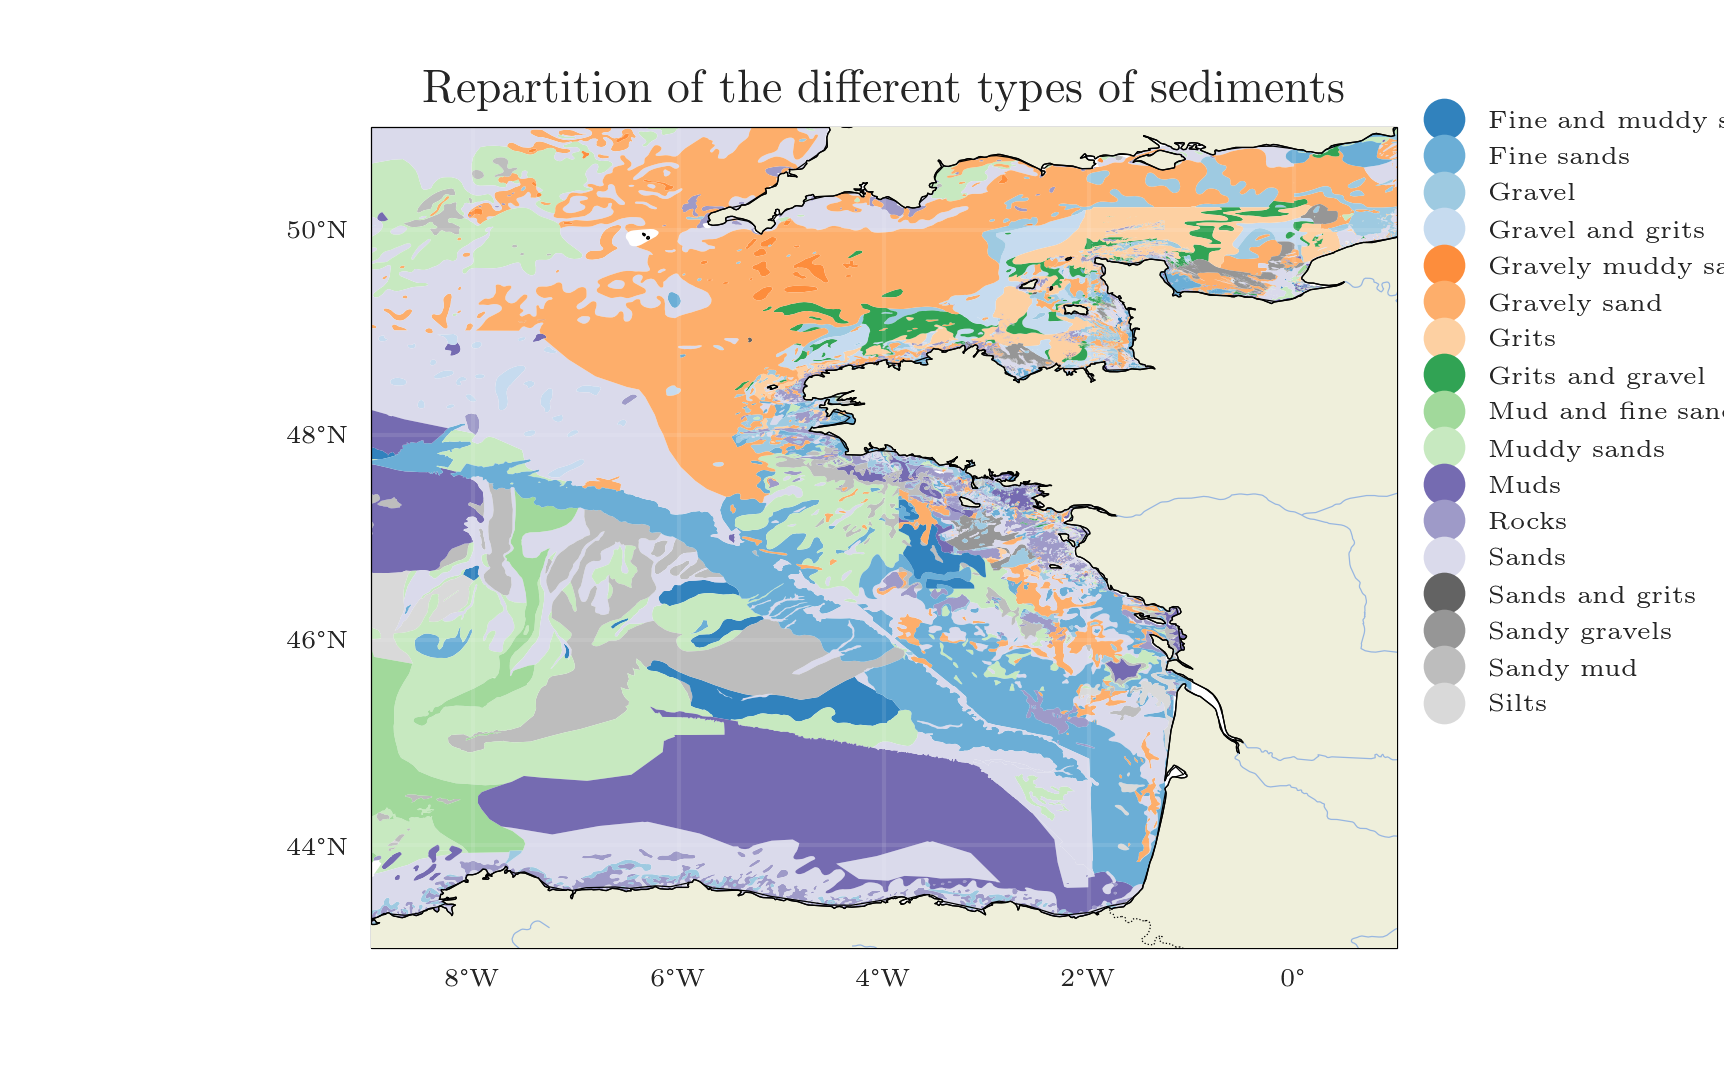 Repartition of the different types of sediments
Fine and muddy s
Fine sands
Gravel
Gravel and grits
Gravely muddy sa
Gravely sand
Grits
Grits and gravel
Mud and fine sand
Muddy sands
Muds
Rocks
Sands
Sands and grits
Sandy gravels
Sandy mud
Silts
50°N
48°N
46°N
44°N
8°W 6°W 4°W 2°W 0°